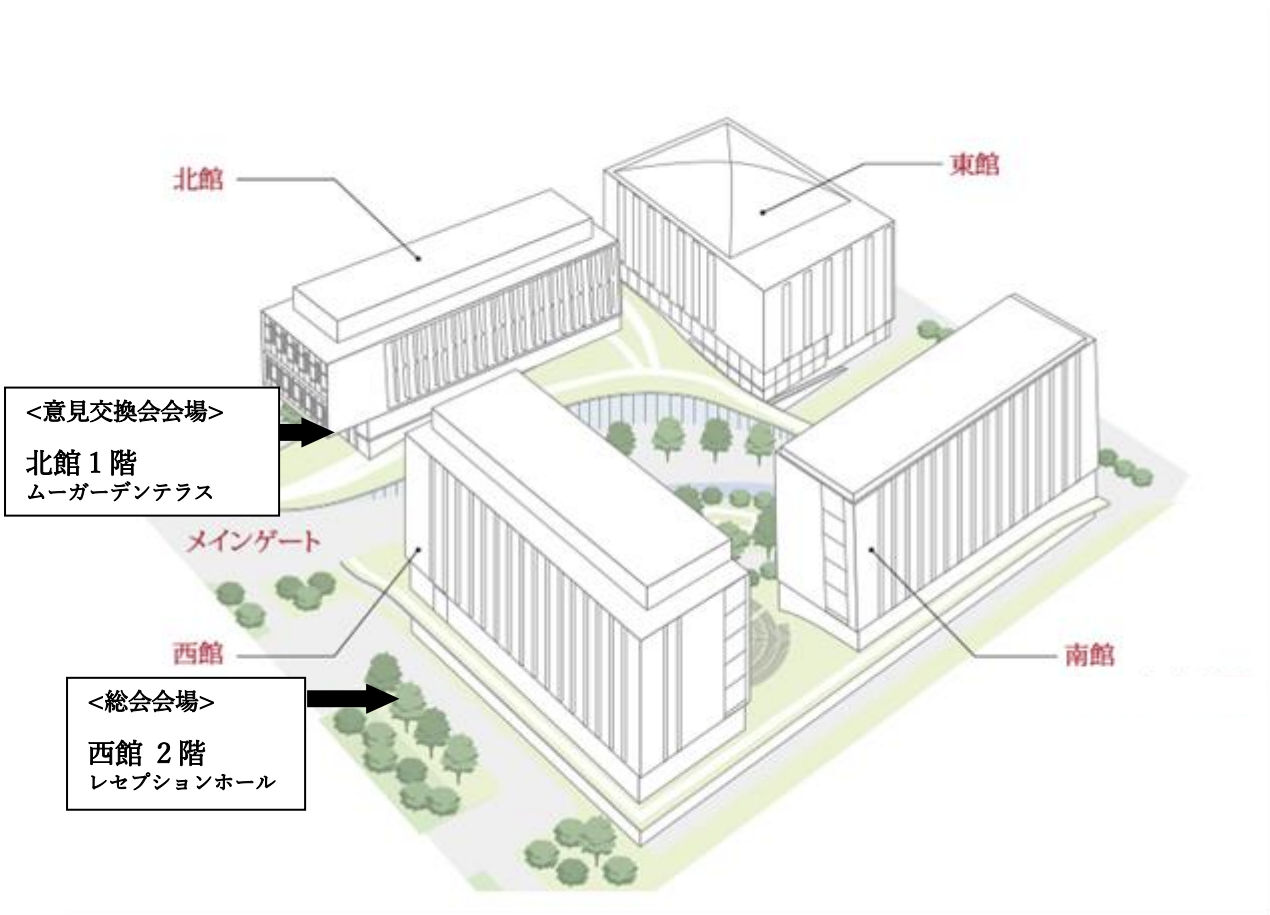 北館
東館
<意見交換会会場>
北館1階
ムーガーデンテラス
メインゲート
西館
南館
<総会会場>
西館 2階
レセプションホール